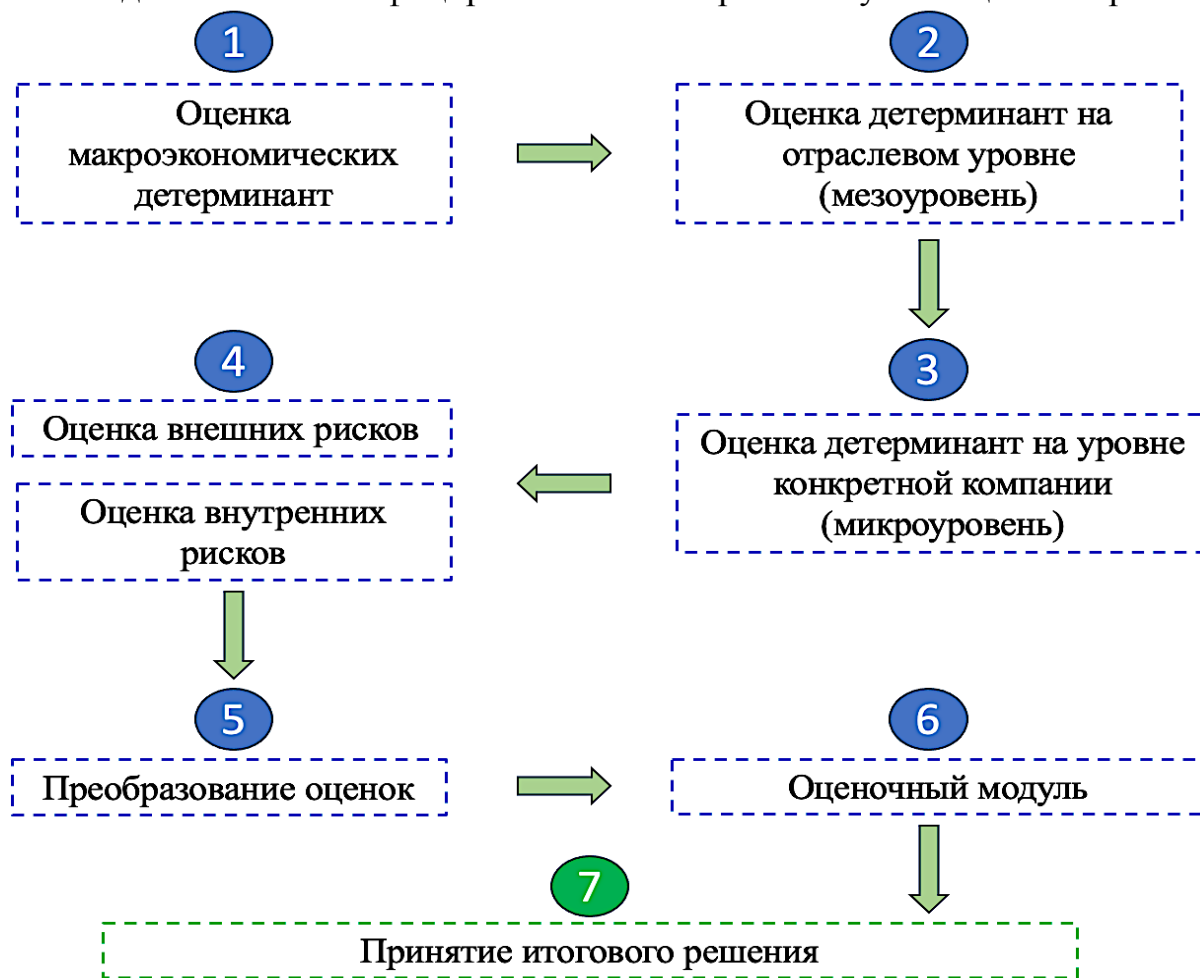 1
Оценка
макроэкономических
детерминант
2
Оценка детерминант на
отраслевом уровне
(мезоуровень)
3
Оценка детерминант на уровне
конкретной компании
(микроуровень)
4
Оценка внешних рисков
Оценка внутренних
рисков
5
Преобразование оценок
6
Оценочный модуль
7
Принятие итогового решения